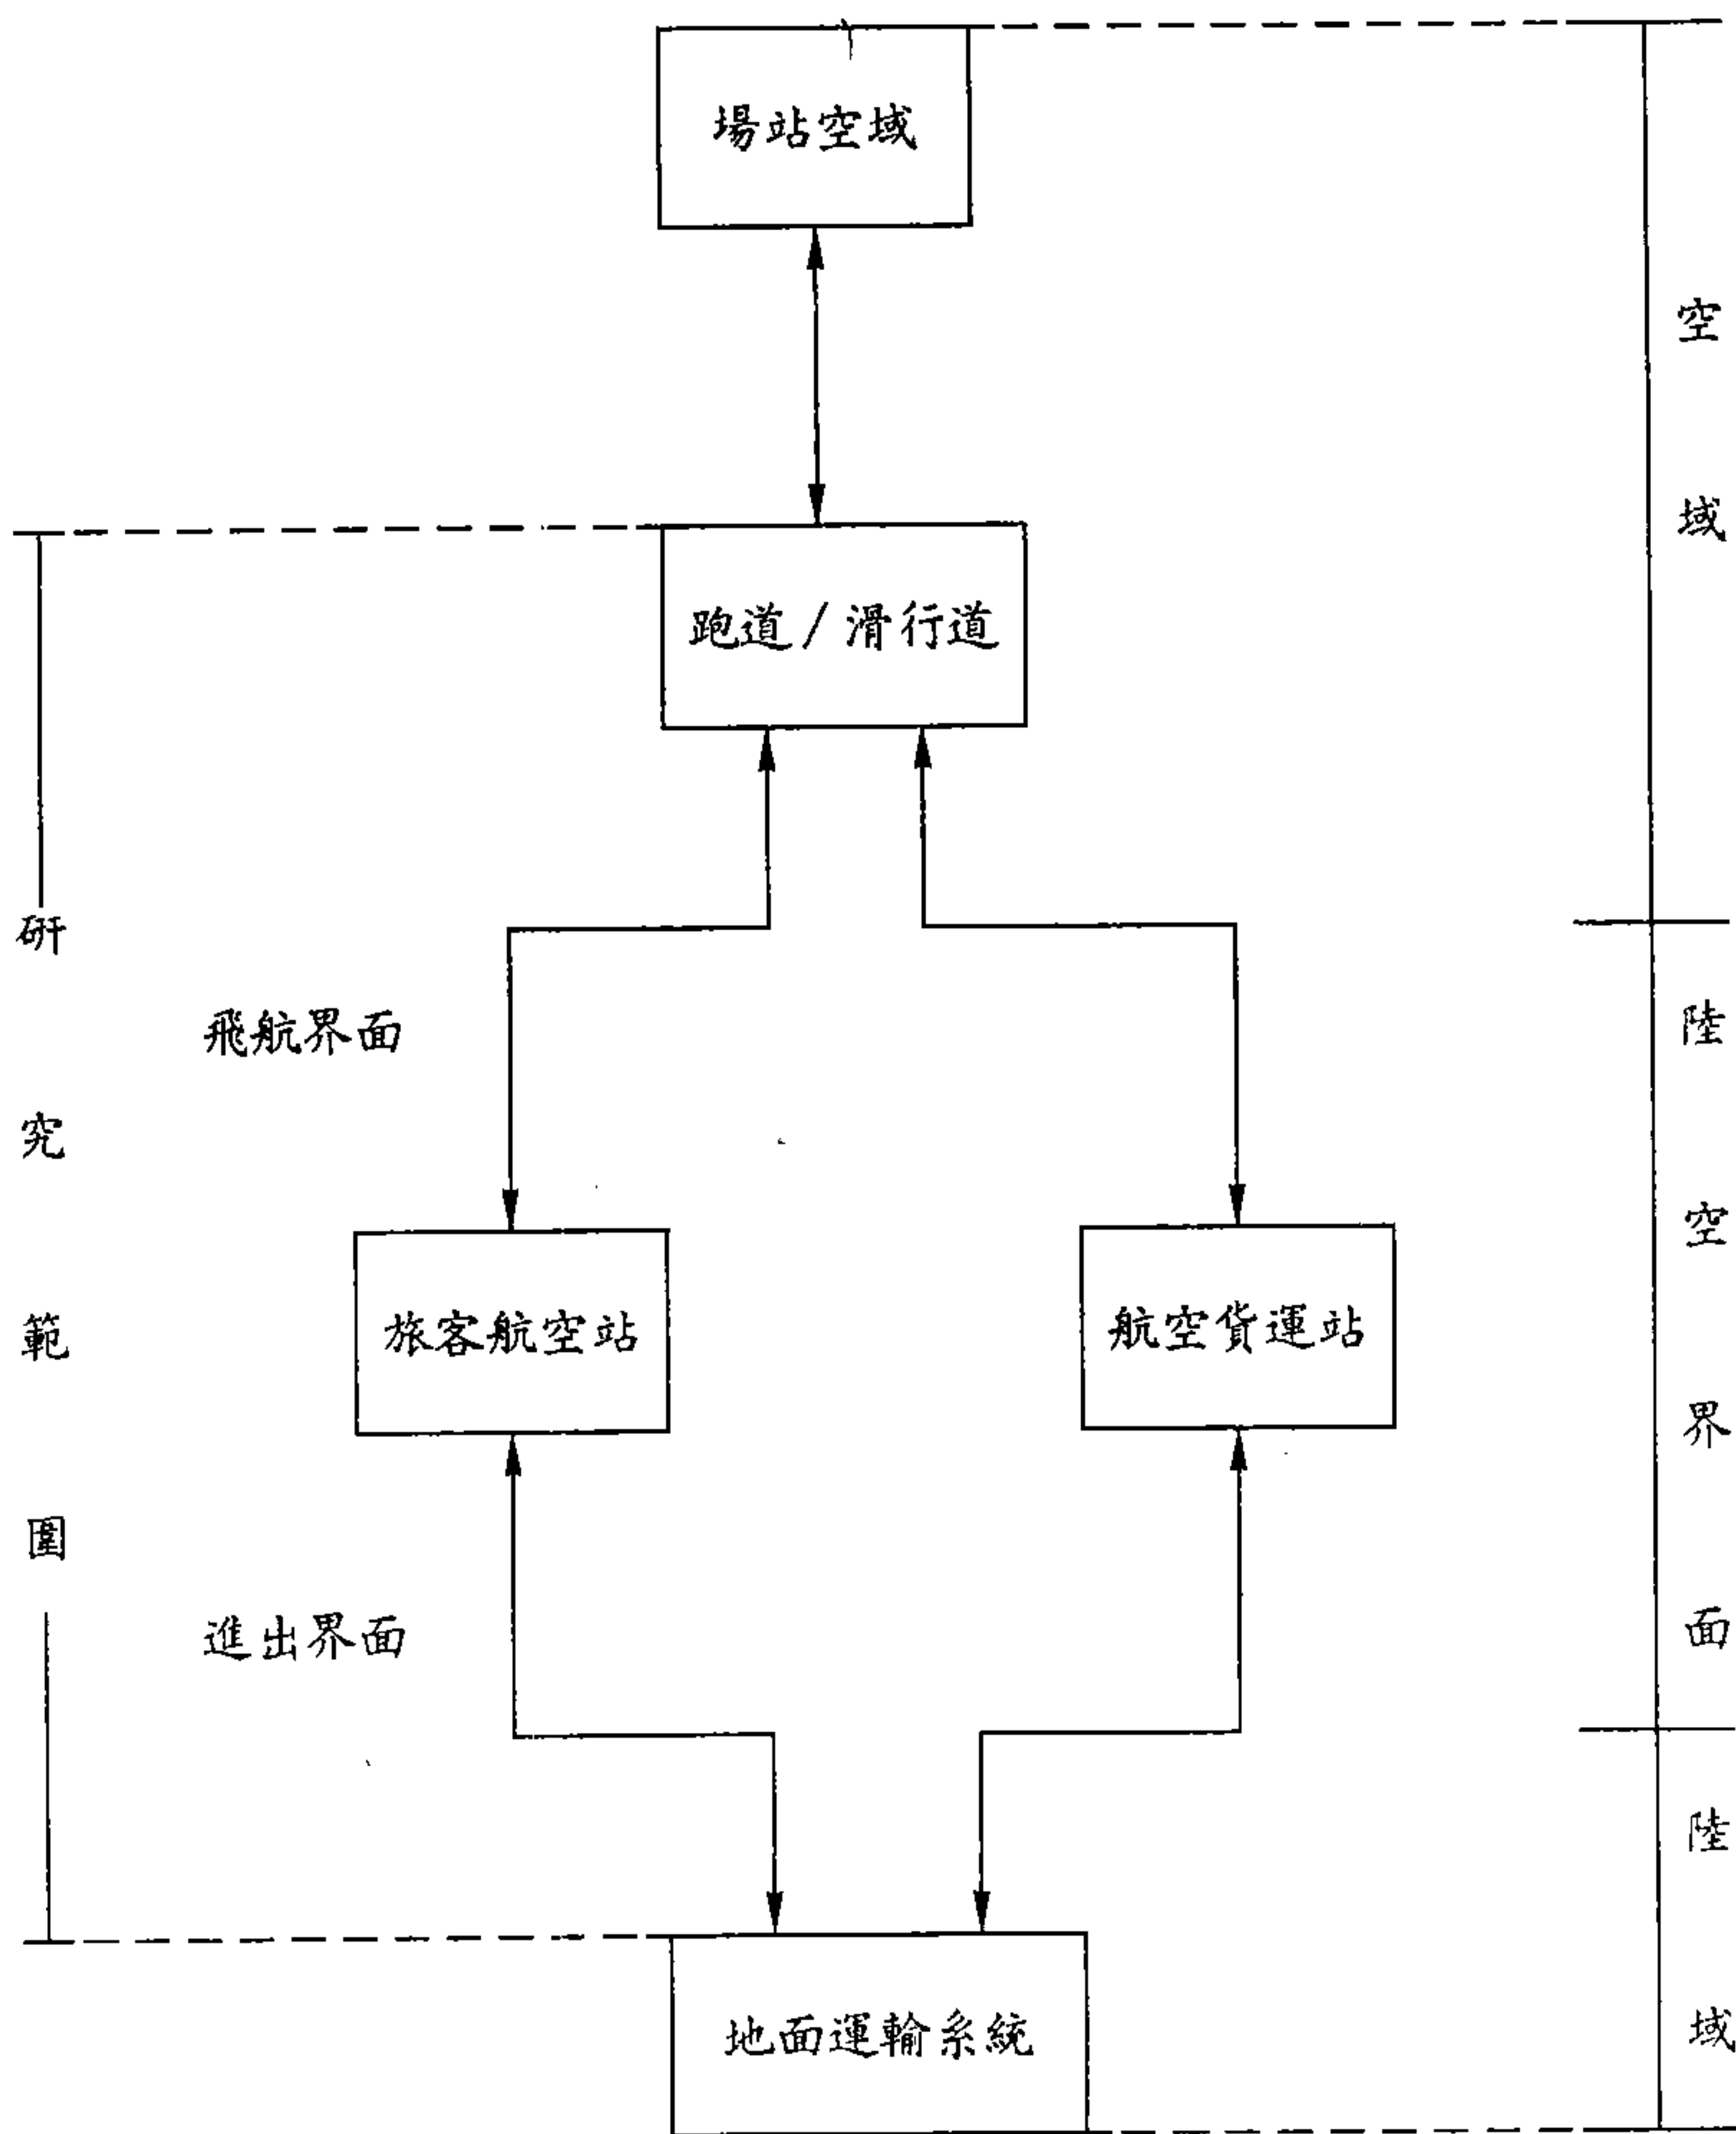 場站空域
跑道/滑行道
飛航界面
旅客航空站
航空貨運站
進出界面
地面運輸系統
研究範圍
空域
陸空界面
陸域